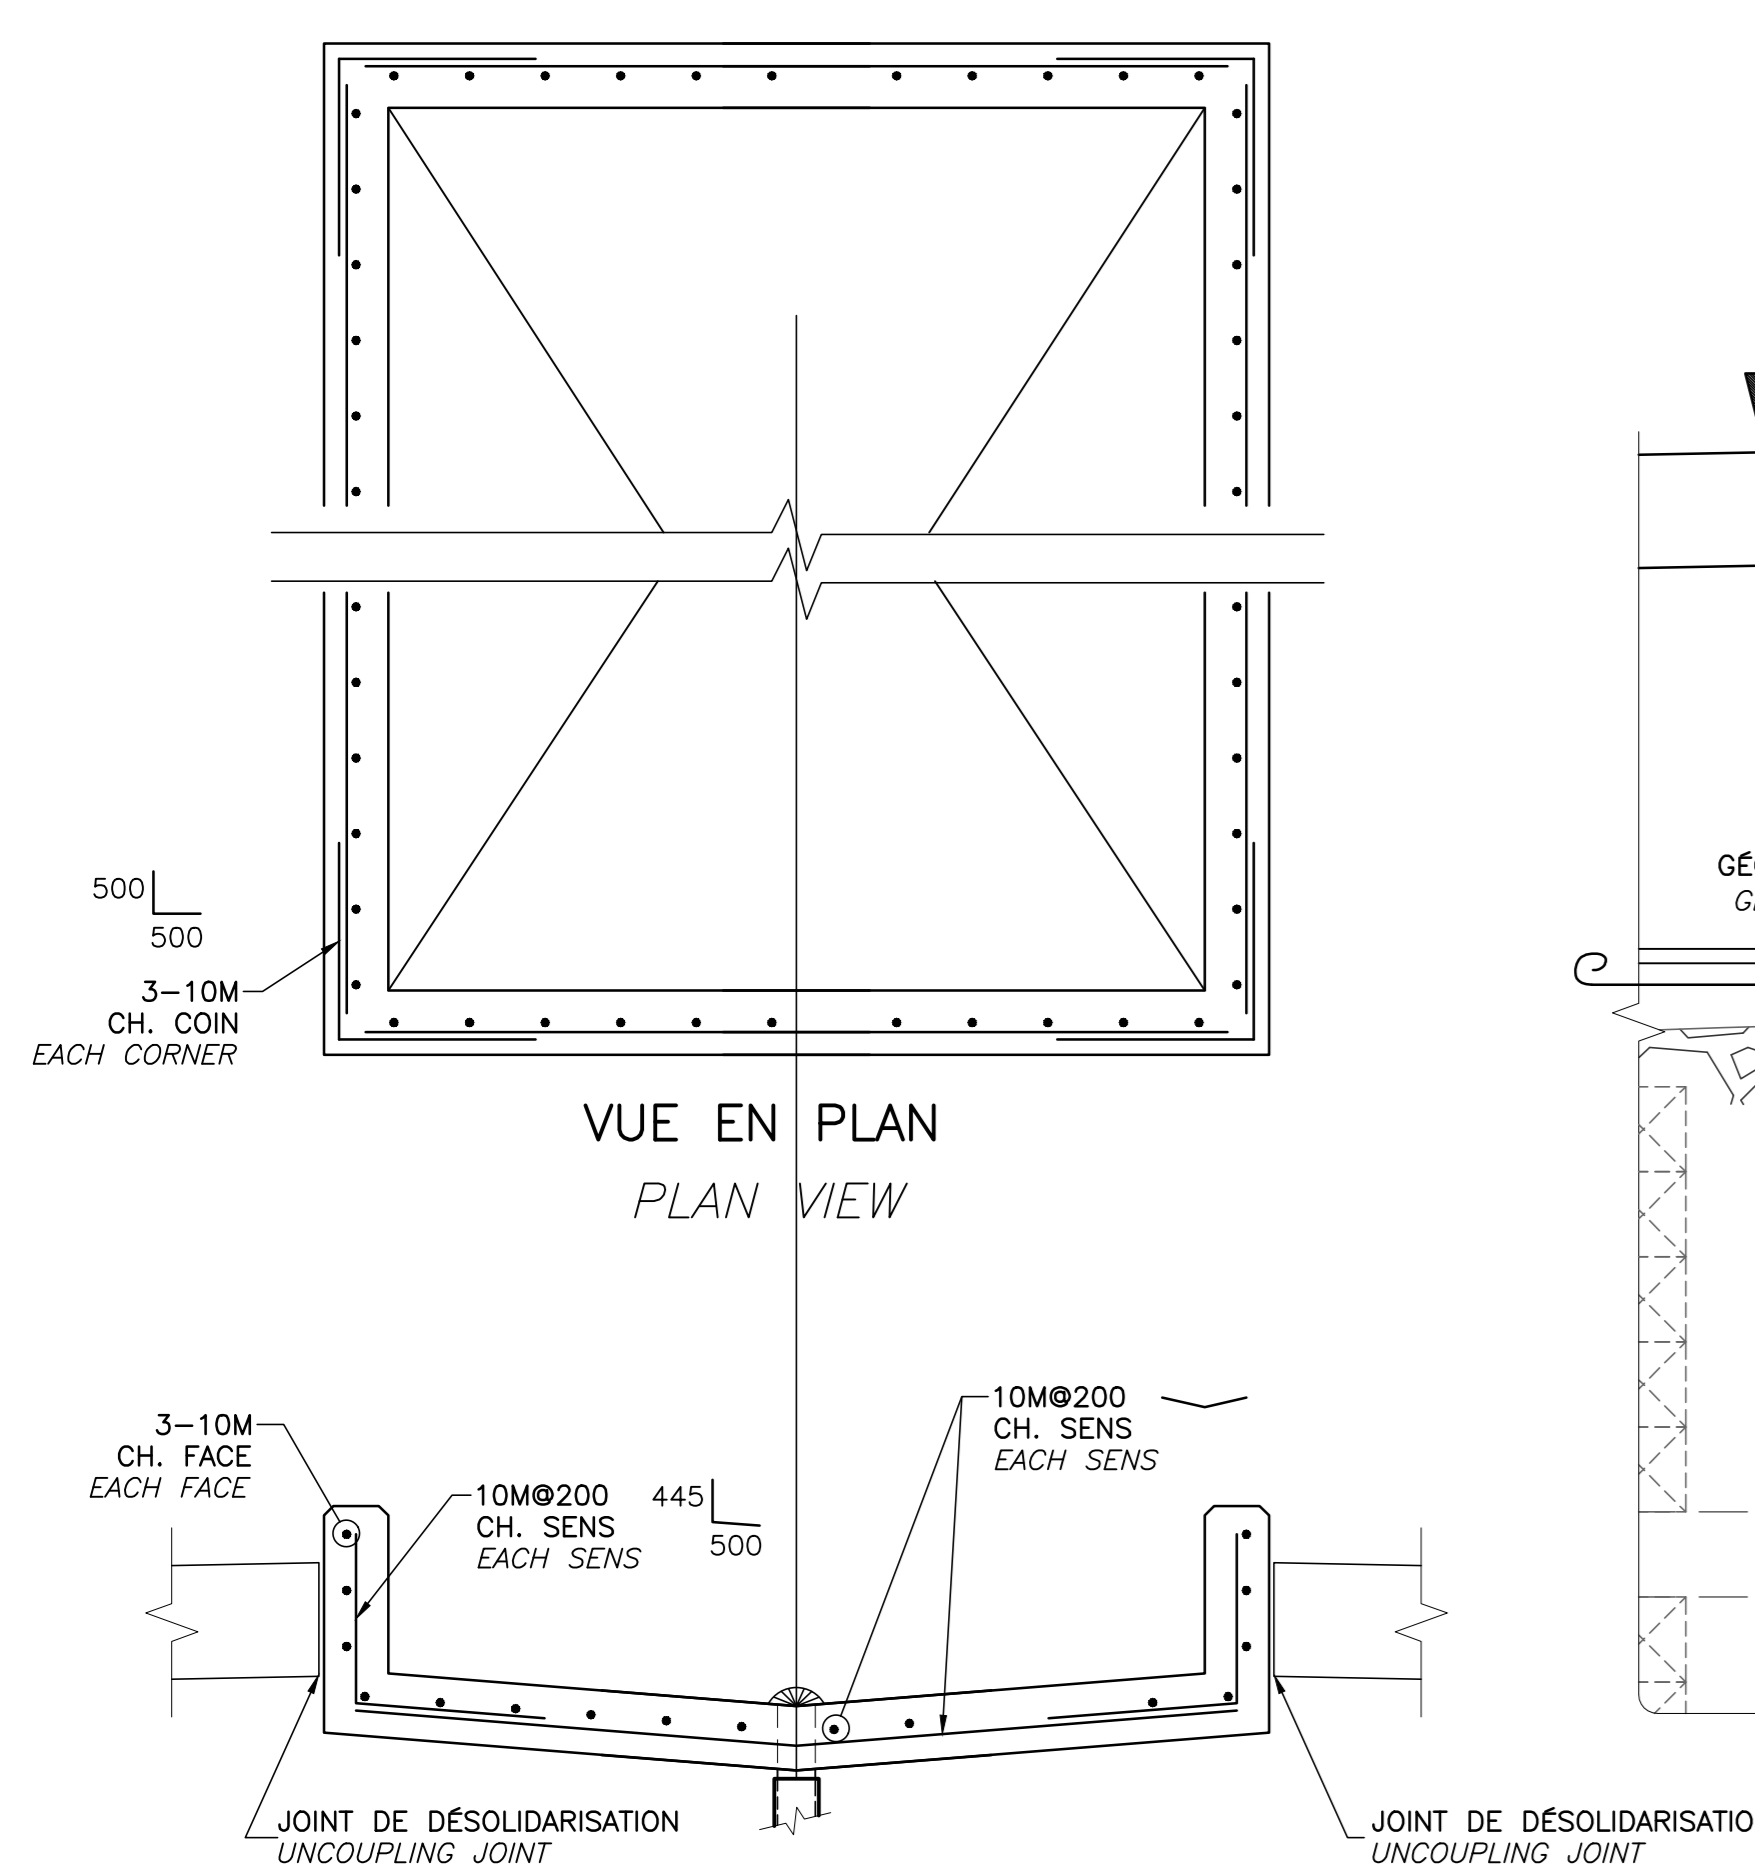 500
500
3-10M
CH. COIN
EACH CORNER
VUE EN PLAN
PLAN VIEW
3-10M
CH. FACE
EACH FACE
10M@200
CH. SENS
EACH SENS
445
500
10M@200
CH. SENS
EACH SENS
JOINT DE DÉSOLIDARISATION
UNCOUPLING JOINT
JOINT DE DÉSOLIDARISATIO
UNCOUPLING JOINT